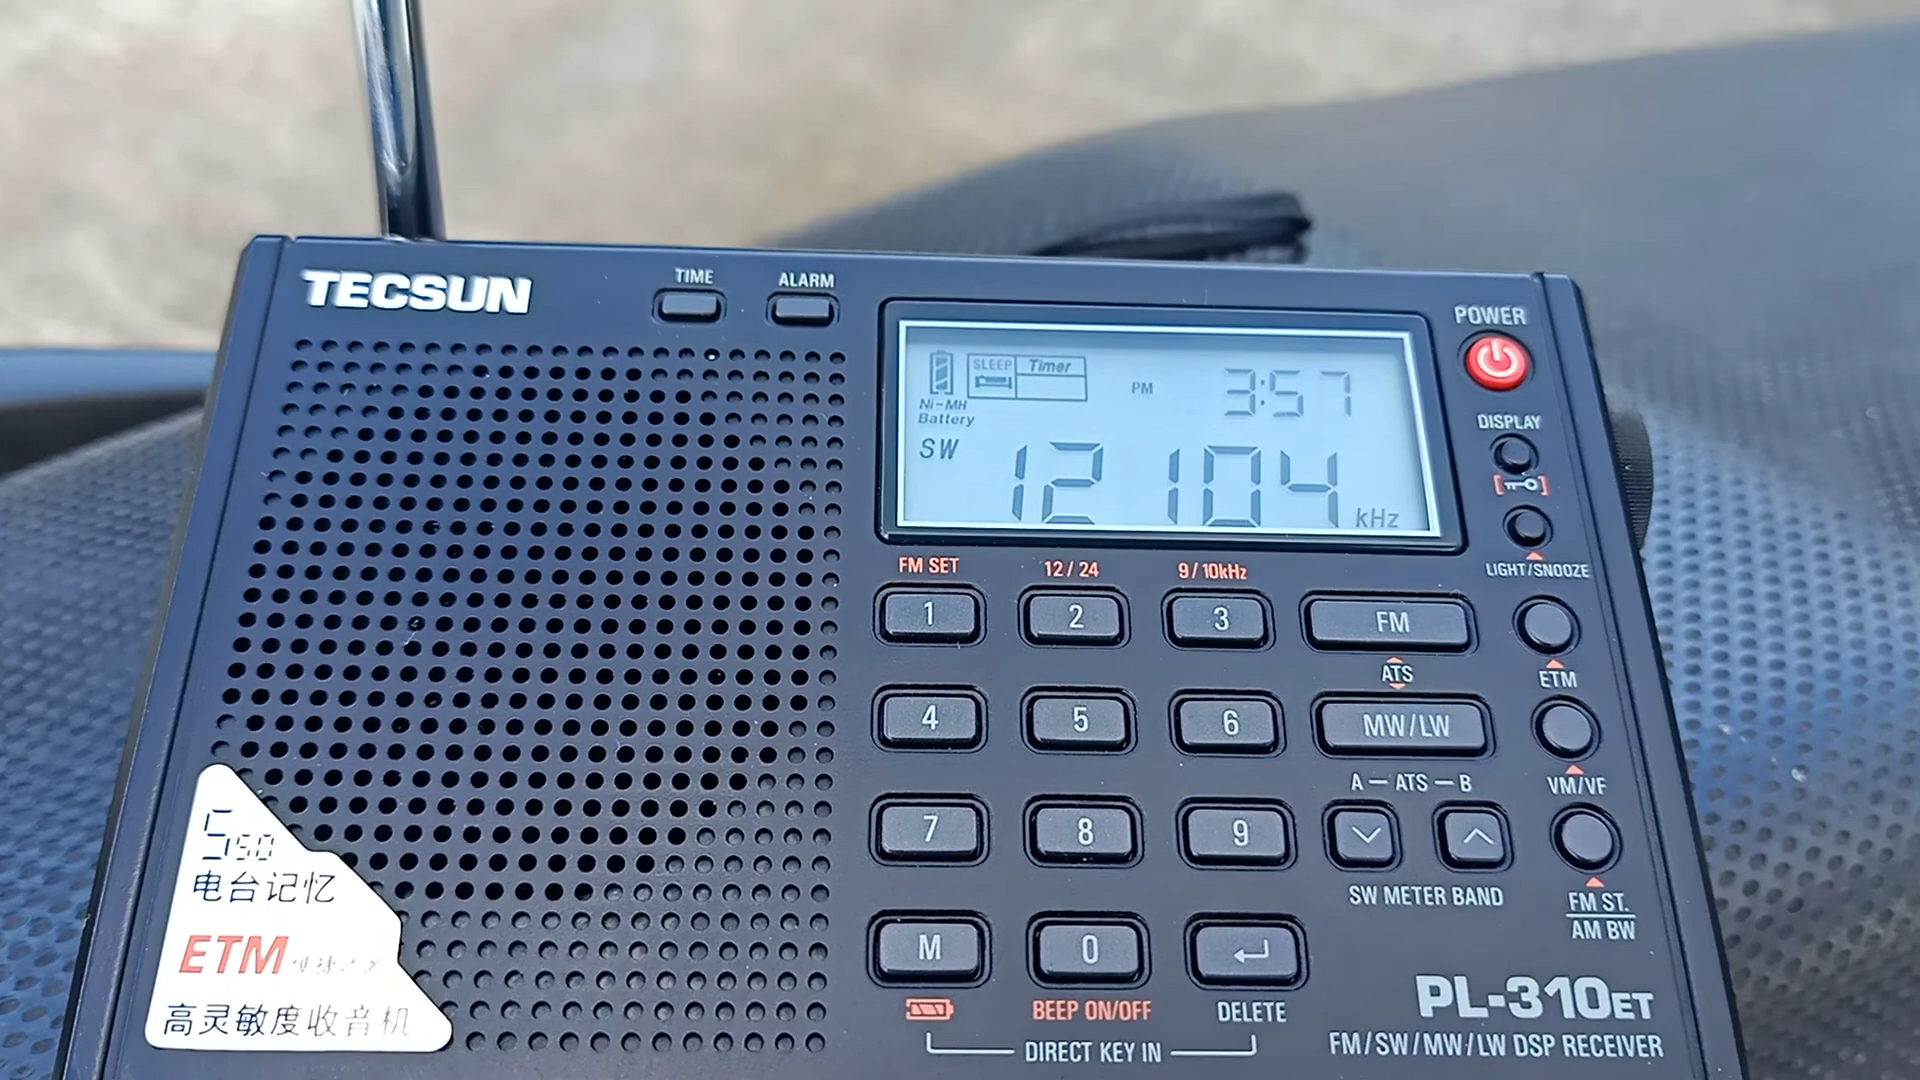 TECSUN
TIME
ALARM
POWER
SLEEP
Timer
PM
3:57
Ni-MH
Battery
SW
12104
kHz
DISPLAY
LIGHT/SNOOZE
FM SET
12/24
9/10kHz
1
2
3
FM
ATS
ETM
4
5
6
MW/LW
A — ATS — B
VM/VF
7
8
9
SW METER BAND
FM ST.
AM BW
M
0
BEEP ON/OFF
DELETE
DIRECT KEY IN
PL-310ET
FM/SW/MW/LW DSP RECEIVER
电台记忆
ETM
高灵敏度收音机